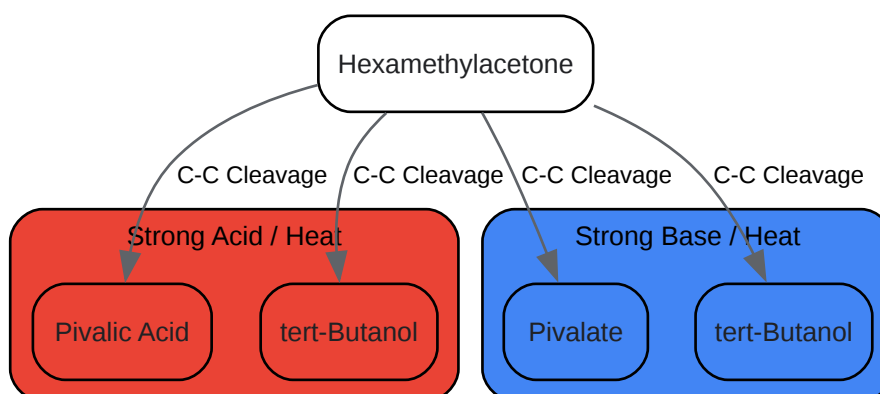 Hexamethylacetone
C-C Cleavage
C-C Cleavage
C-C Cleavage
C-C Cleavage
Strong Acid / Heat
Strong Base / Heat
Pivalic Acid
tert-Butanol
Pivalate
tert-Butanol